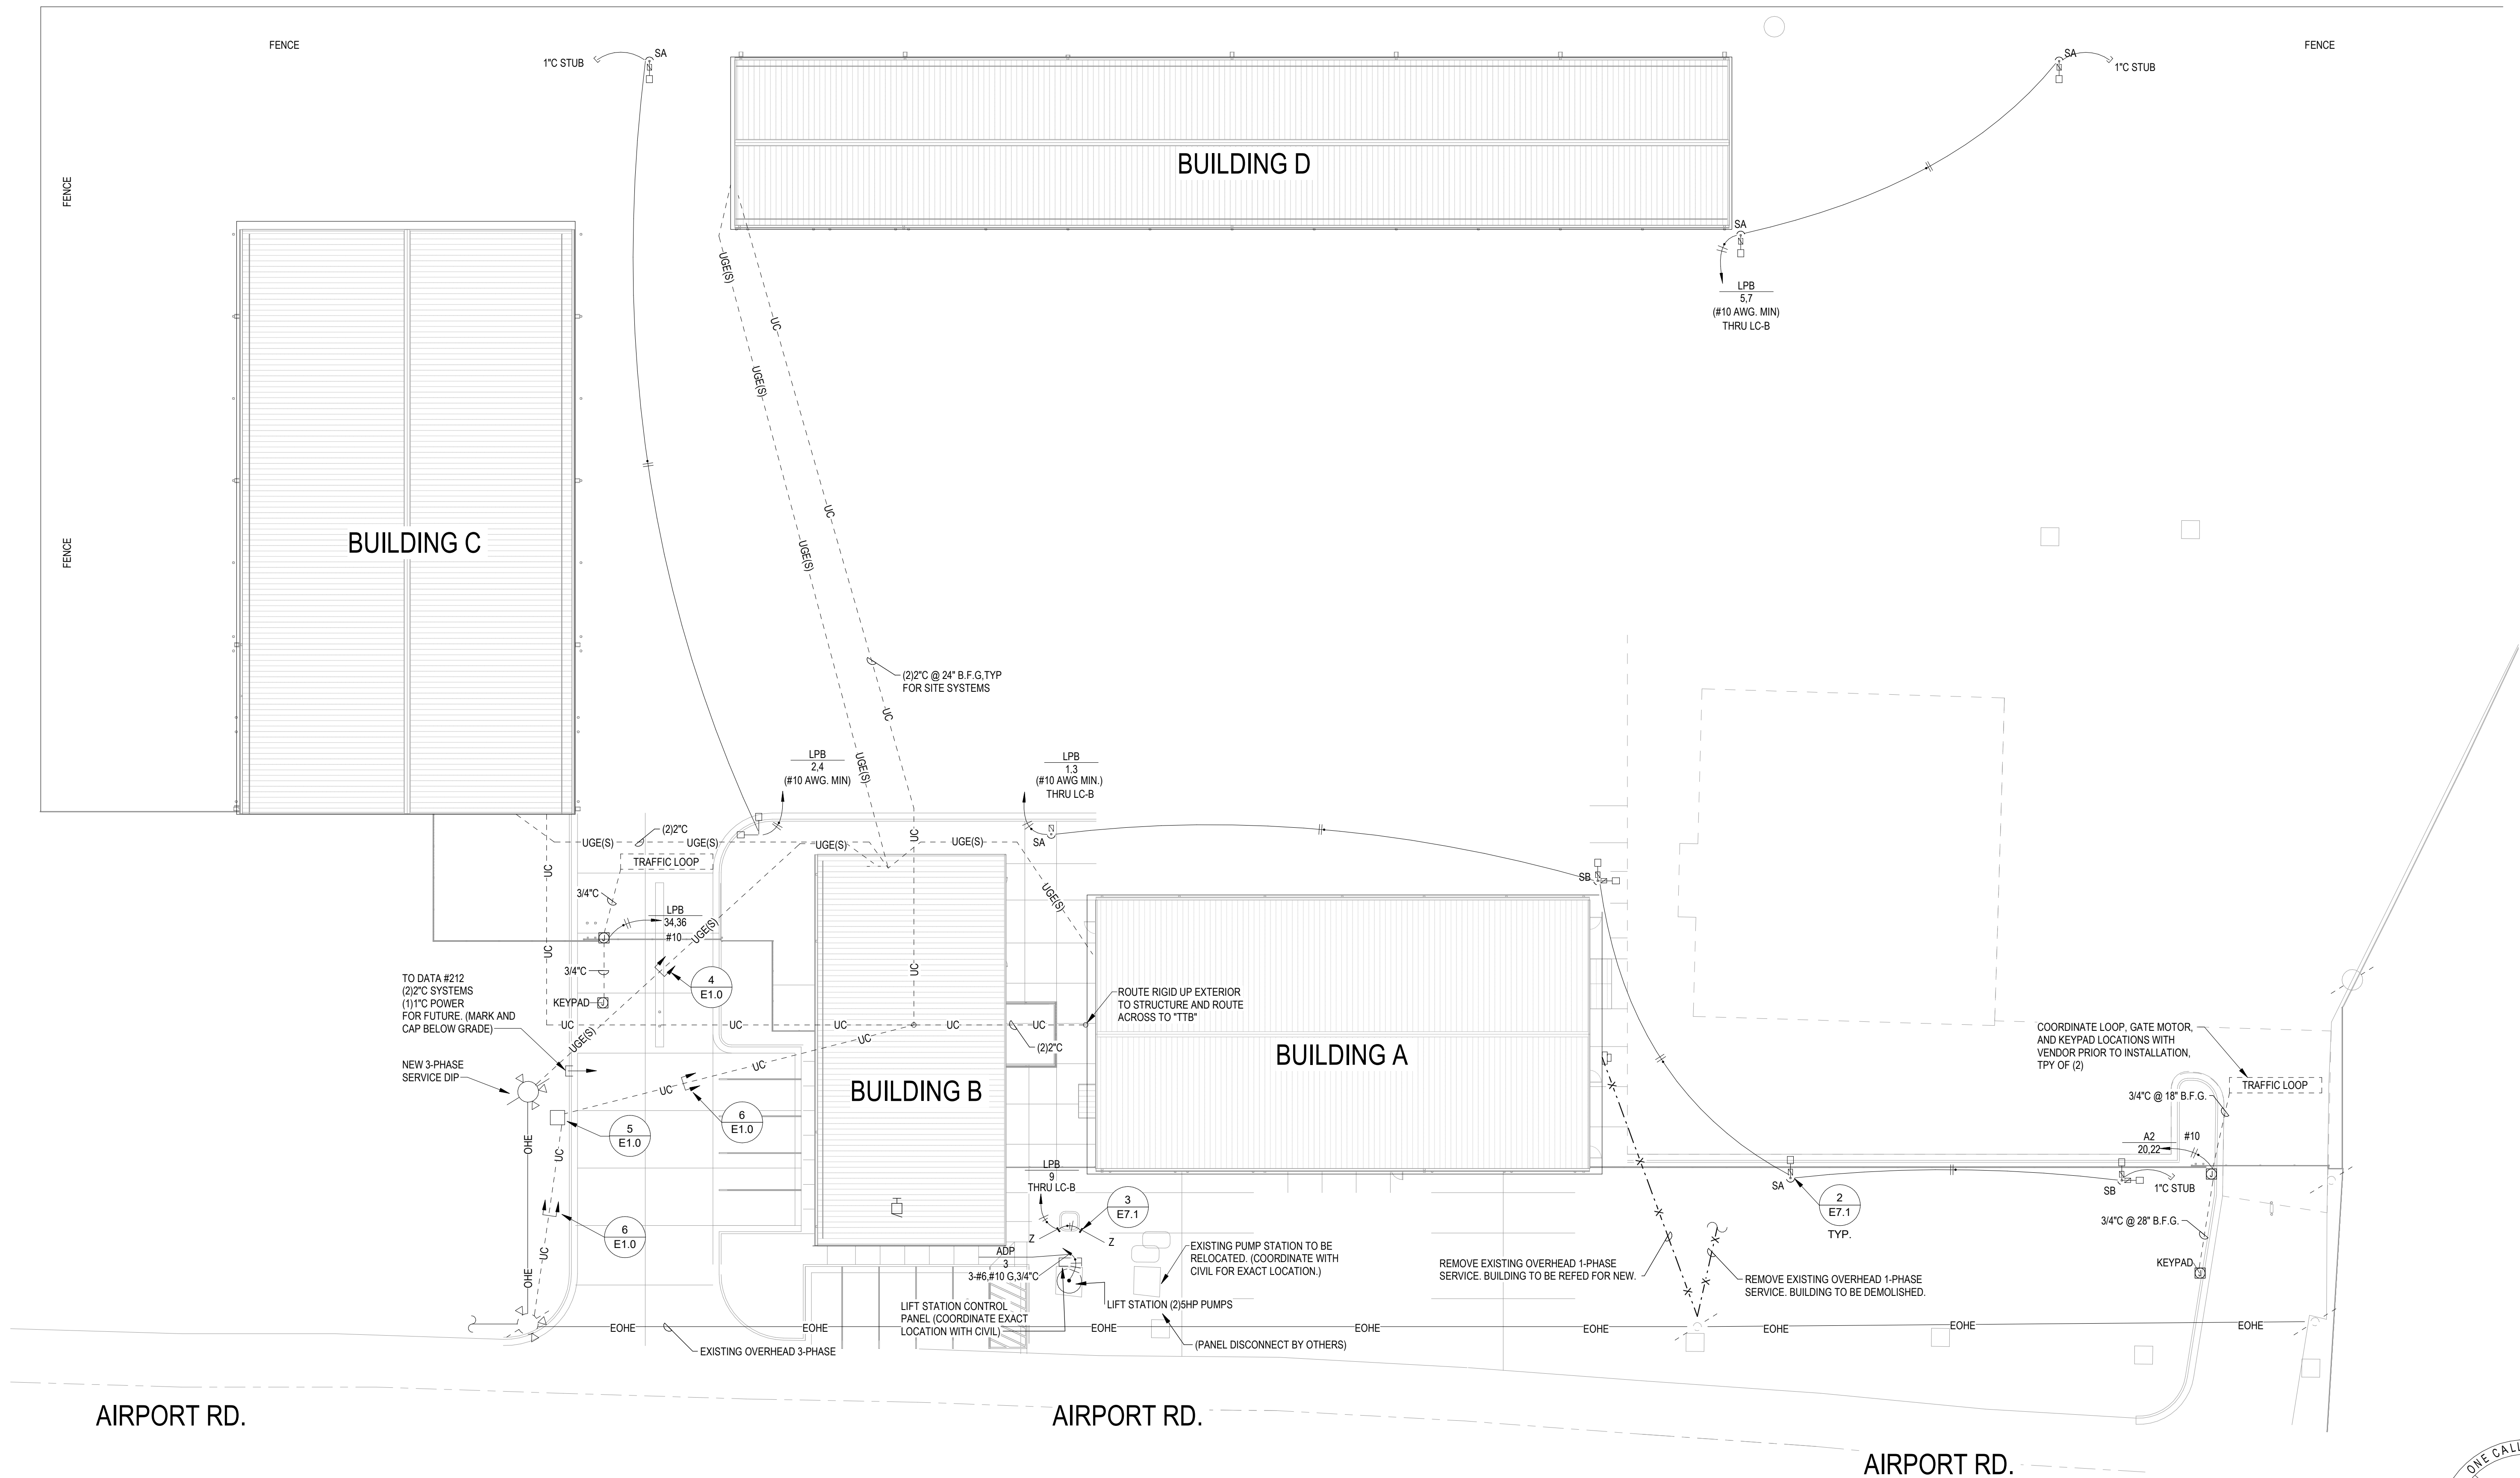 FENCE
1"C STUB
SA
SA
1"C STUB
FENCE
FENCE
BUILDING D
SA
LPB
5,7
(#10 AWG. MIN)
THRU LC-B
UGE(S)
UC
UGE(S)
UC
UGE(S)
FENCE
BUILDING C
(2)2"C @ 24" B.F.G,TYP
FOR SITE SYSTEMS
UC
UGE(S)
LPB
2,4
(#10 AWG. MIN)
LPB
1,3
(#10 AWG MIN.)
THRU LC-B
SA
(2)2"C
UGE(S)
UGE(S)
UGE(S)
UC
UGE(S)
TRAFFIC LOOP
UC
SB
3/4"C
UGE(S)
LPB
34,36
#10
UGE(S)
J
UC
UC
3/4"C
4
E1.0
TO DATA #212
(2)2"C SYSTEMS
(1)1"C POWER
FOR FUTURE. (MARK AND
CAP BELOW GRADE)
KEYPAD
J
ROUTE RIGID UP EXTERIOR
TO STRUCTURE AND ROUTE
ACROSS TO "TTB"
UC
UC
UC
UC
UC
UGE(S)
UC
(2)2"C
BUILDING A
COORDINATE LOOP, GATE MOTOR,
AND KEYPAD LOCATIONS WITH
VENDOR PRIOR TO INSTALLATION,
TPY OF (2)
NEW 3-PHASE
SERVICE DIP
UC
UC
BUILDING B
TRAFFIC LOOP
3/4"C @ 18" B.F.G.
6
E1.0
5
E1.0
OHE
UC
A2
20,22
#10
J
LPB
9
THRU LC-B
SA
SB
1"C STUB
3
E7.1
2
E7.1
TYP.
6
E1.0
3/4"C @ 28" B.F.G.
Z
Z
ADP
3
3-#6,#10 G,3/4"C
EXISTING PUMP STATION TO BE
RELOCATED. (COORDINATE WITH
CIVIL FOR EXACT LOCATION.)
UC
OHE
REMOVE EXISTING OVERHEAD 1-PHASE
SERVICE. BUILDING TO BE REFED FOR NEW.
REMOVE EXISTING OVERHEAD 1-PHASE
SERVICE. BUILDING TO BE DEMOLISHED.
KEYPAD
J
LIFT STATION CONTROL
PANEL (COORDINATE EXACT
LOCATION WITH CIVIL)
LIFT STATION (2)5HP PUMPS
EOHE
EOHE
EOHE
EOHE
EOHE
EOHE
EOHE
EOHE
(PANEL DISCONNECT BY OTHERS)
EXISTING OVERHEAD 3-PHASE
AIRPORT RD.
AIRPORT RD.
AIRPORT RD.
ONE CALL